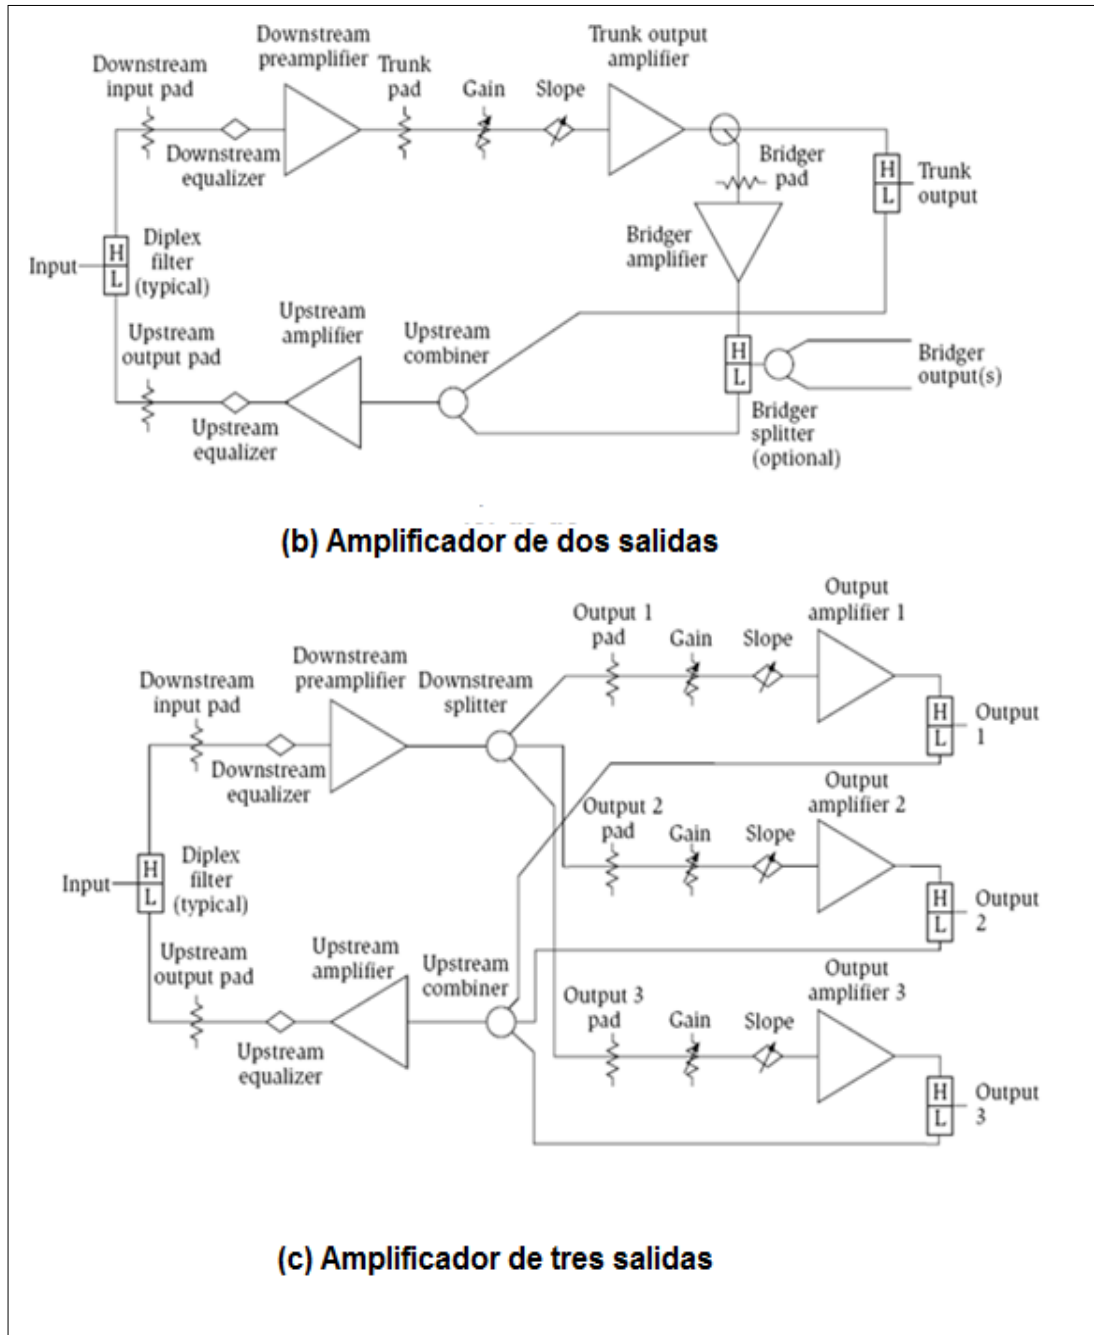 Downstream
preamplifier
Trunk output
amplifier
Downstream
input pad
Trunk
pad
Gain
Slope
Downstream
equalizer
Bridger
pad
H
L
Trunk
output
Bridger
amplifier
Input
H
L
Diplex
filter
(typical)
Upstream
output pad
Upstream
amplifier
Upstream
combiner
H
L
Bridger
output(s)
Upstream
equalizer
Bridger
splitter
(optional)
(b) Amplificador de dos salidas
Output
amplifier 1
Output 1
pad
Gain
Slope
Downstream
preamplifier
Downstream
input pad
Downstream
splitter
H
L
Output
1
Downstream
equalizer
Output
amplifier 2
Output 2
pad
Gain
Slope
Input
H
L
Diplex
filter
(typical)
H
L
Output
2
Upstream
output pad
Upstream
amplifier
Upstream
combiner
Output
amplifier 3
Output 3
pad
Gain
Slope
Upstream
equalizer
H
L
Output
3
(c) Amplificador de tres salidas